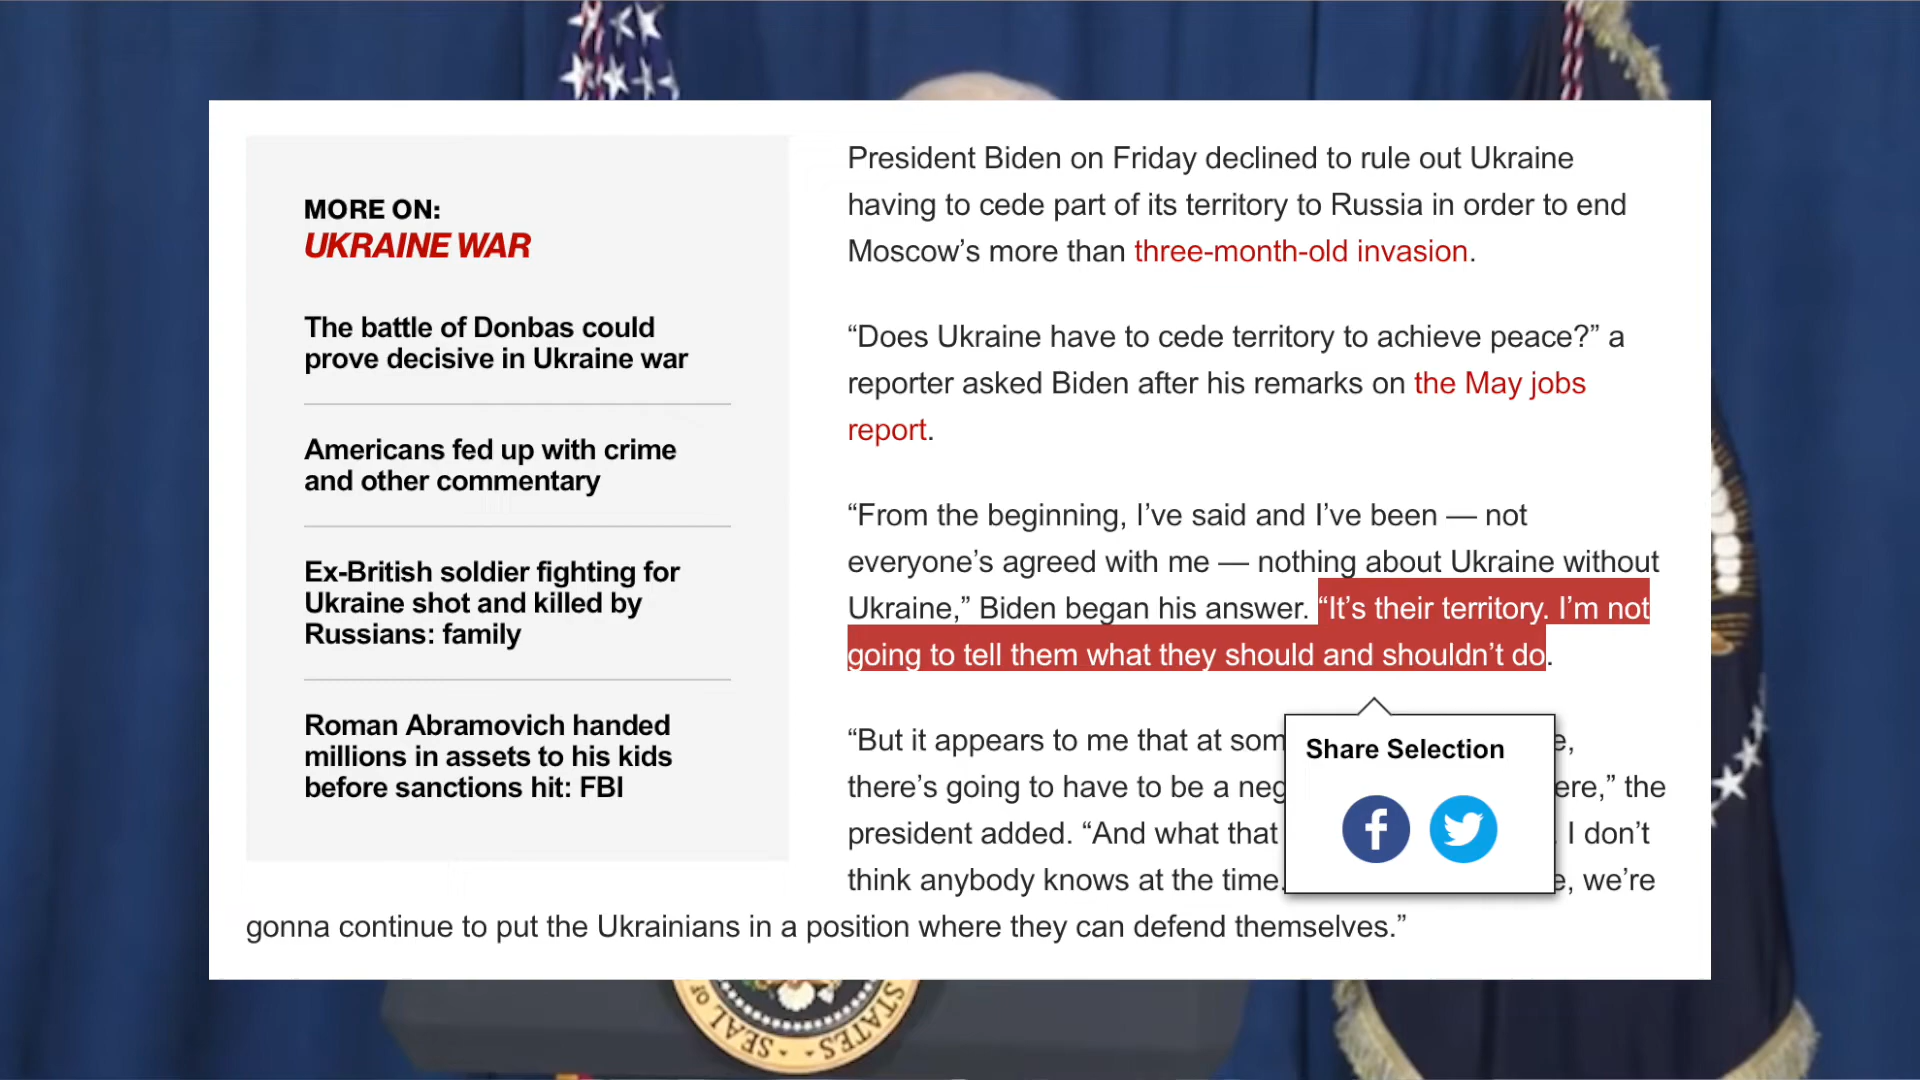 MORE ON:
UKRAINE WAR
The battle of Donbas could
prove decisive in Ukraine war
Americans fed up with crime
and other commentary
Ex-British soldier fighting for
Ukraine shot and killed by
Russians: family
Roman Abramovich handed
millions in assets to his kids
before sanctions hit: FBI
President Biden on Friday declined to rule out Ukraine
having to cede part of its territory to Russia in order to end
Moscow’s more than three-month-old invasion.
“Does Ukraine have to cede territory to achieve peace?” a
reporter asked Biden after his remarks on the May jobs
report.
“From the beginning, I’ve said and I’ve been — not
everyone’s agreed with me — nothing about Ukraine without
Ukraine,” Biden began his answer. “It’s their territory. I’m not
going to tell them what they should and shouldn’t do.
“But it appears to me that at som e,
there’s going to have to be a neg ere,” the
president added. “And what that . I don’t
think anybody knows at the time. e, we’re
gonna continue to put the Ukrainians in a position where they can defend themselves.”
Share Selection
SEAL OF STATES